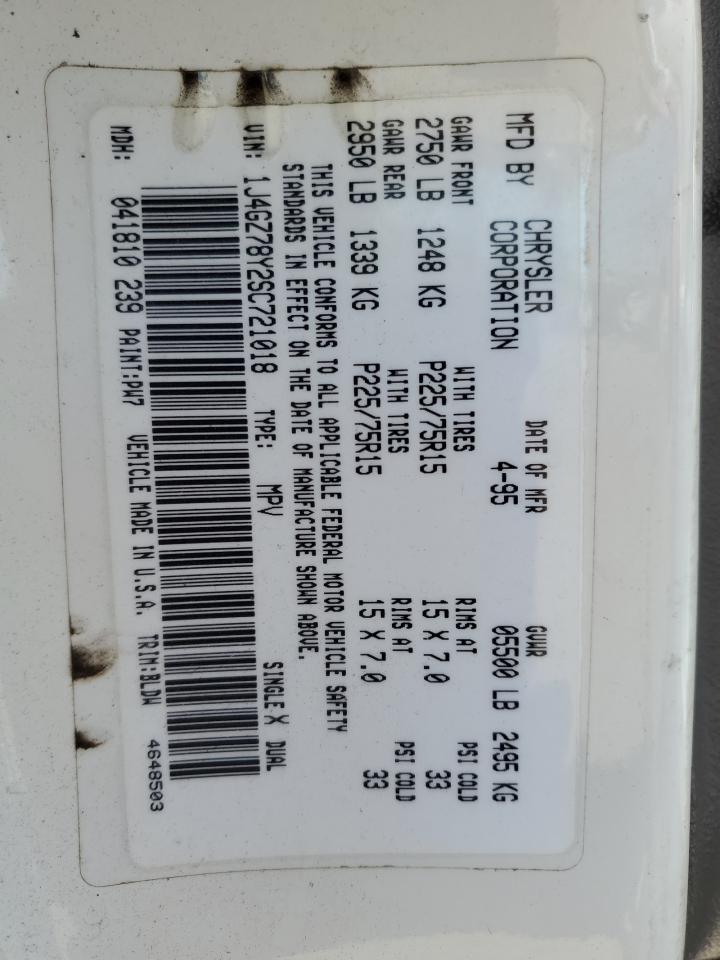 MFD BY CHRYSLER CORPORATION DATE OF MFR 4-95 GVWR 05500 LB 2495 KG
GAWR FRONT WITH TIRES RIMS AT PSI COLD
2750 LB 1248 KG P225/75R15 15 X 7.0 33
GAWR REAR WITH TIRES RIMS AT PSI COLD
2950 LB 1339 KG P225/75R15 15 X 7.0 33
THIS VEHICLE CONFORMS TO ALL APPLICABLE FEDERAL MOTOR VEHICLE SAFETY
STANDARDS IN EFFECT ON THE DATE OF MANUFACTURE SHOWN ABOVE.
VIN: 1J4GZ78Y2SC721018 TYPE: MPV SINGLE X DUAL
MDH: 041810 239 PAINT:PW7 VEHICLE MADE IN U.S.A. TRIM:BLDW 4648503